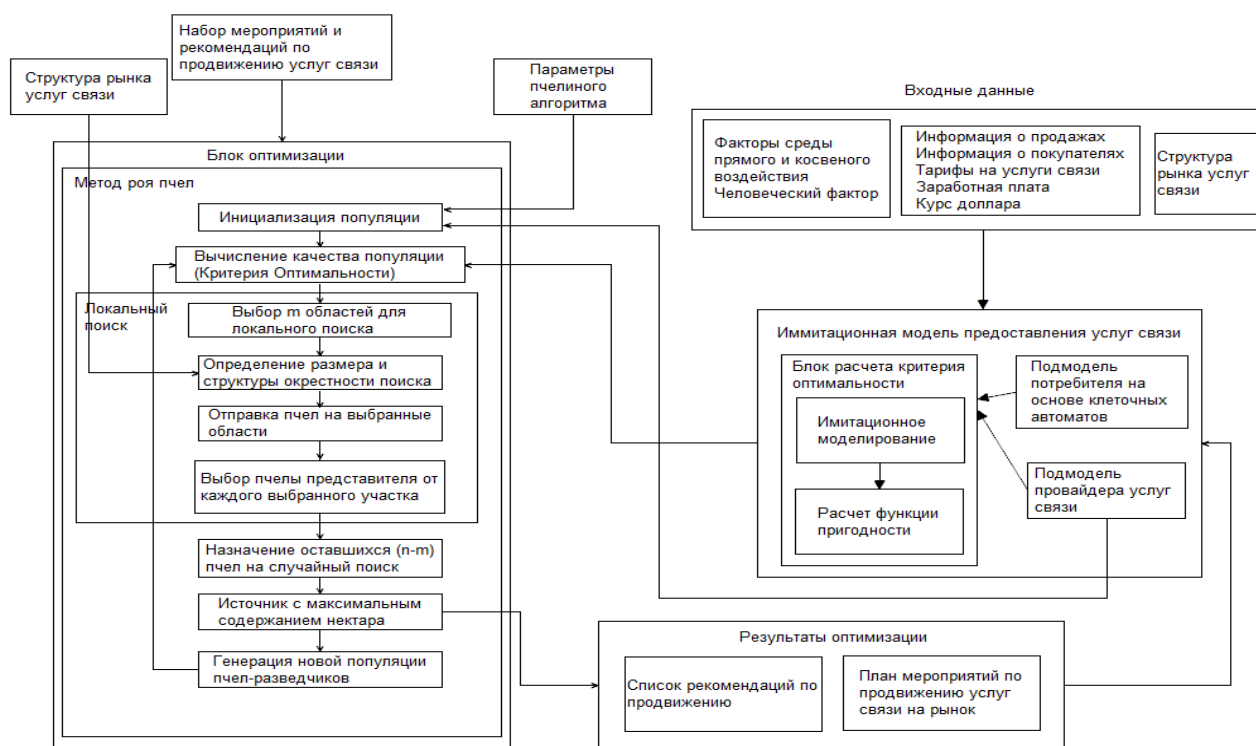 Набор мероприятий и
рекомендаций по
продвижению услуг связи
Структура рынка
услуг связи
Параметры
пчелиного
алгоритма
Входные данные
Факторы среды
прямого и косвеного
воздействия
Человеческий фактор
Информация о продажах
Информация о покупателях
Тарифы на услуги связи
Заработная плата
Курс доллара
Структура
рынка услуг
связи
Блок оптимизации
Метод роя пчел
Инициализация популяции
Вычисление качества популяции
(Критерия Оптимальности)
Локальный
поиск
Выбор m областей для
локального поиска
Определение размера и
структуры окрестности поиска
Отправка пчел на выбранные
области
Выбор пчелы представителя от
каждого выбранного участка
Назначение оставшихся (n-m)
пчел на случайный поиск
Источник с максимальным
содержанием нектара
Генерация новой популяции
пчел-разведчиков
Иммитационная модель предоставления услуг связи
Блок расчета критерия
оптимальности
Имитационное
моделирование
Расчет функции
пригодности
Подмодель
потребителя на
основе клеточных
автоматов
Подмодель
провайдера услуг
связи
Результаты оптимизации
Список рекомендаций по
продвижению
План мероприятий по
продвижению услуг
связи на рынок